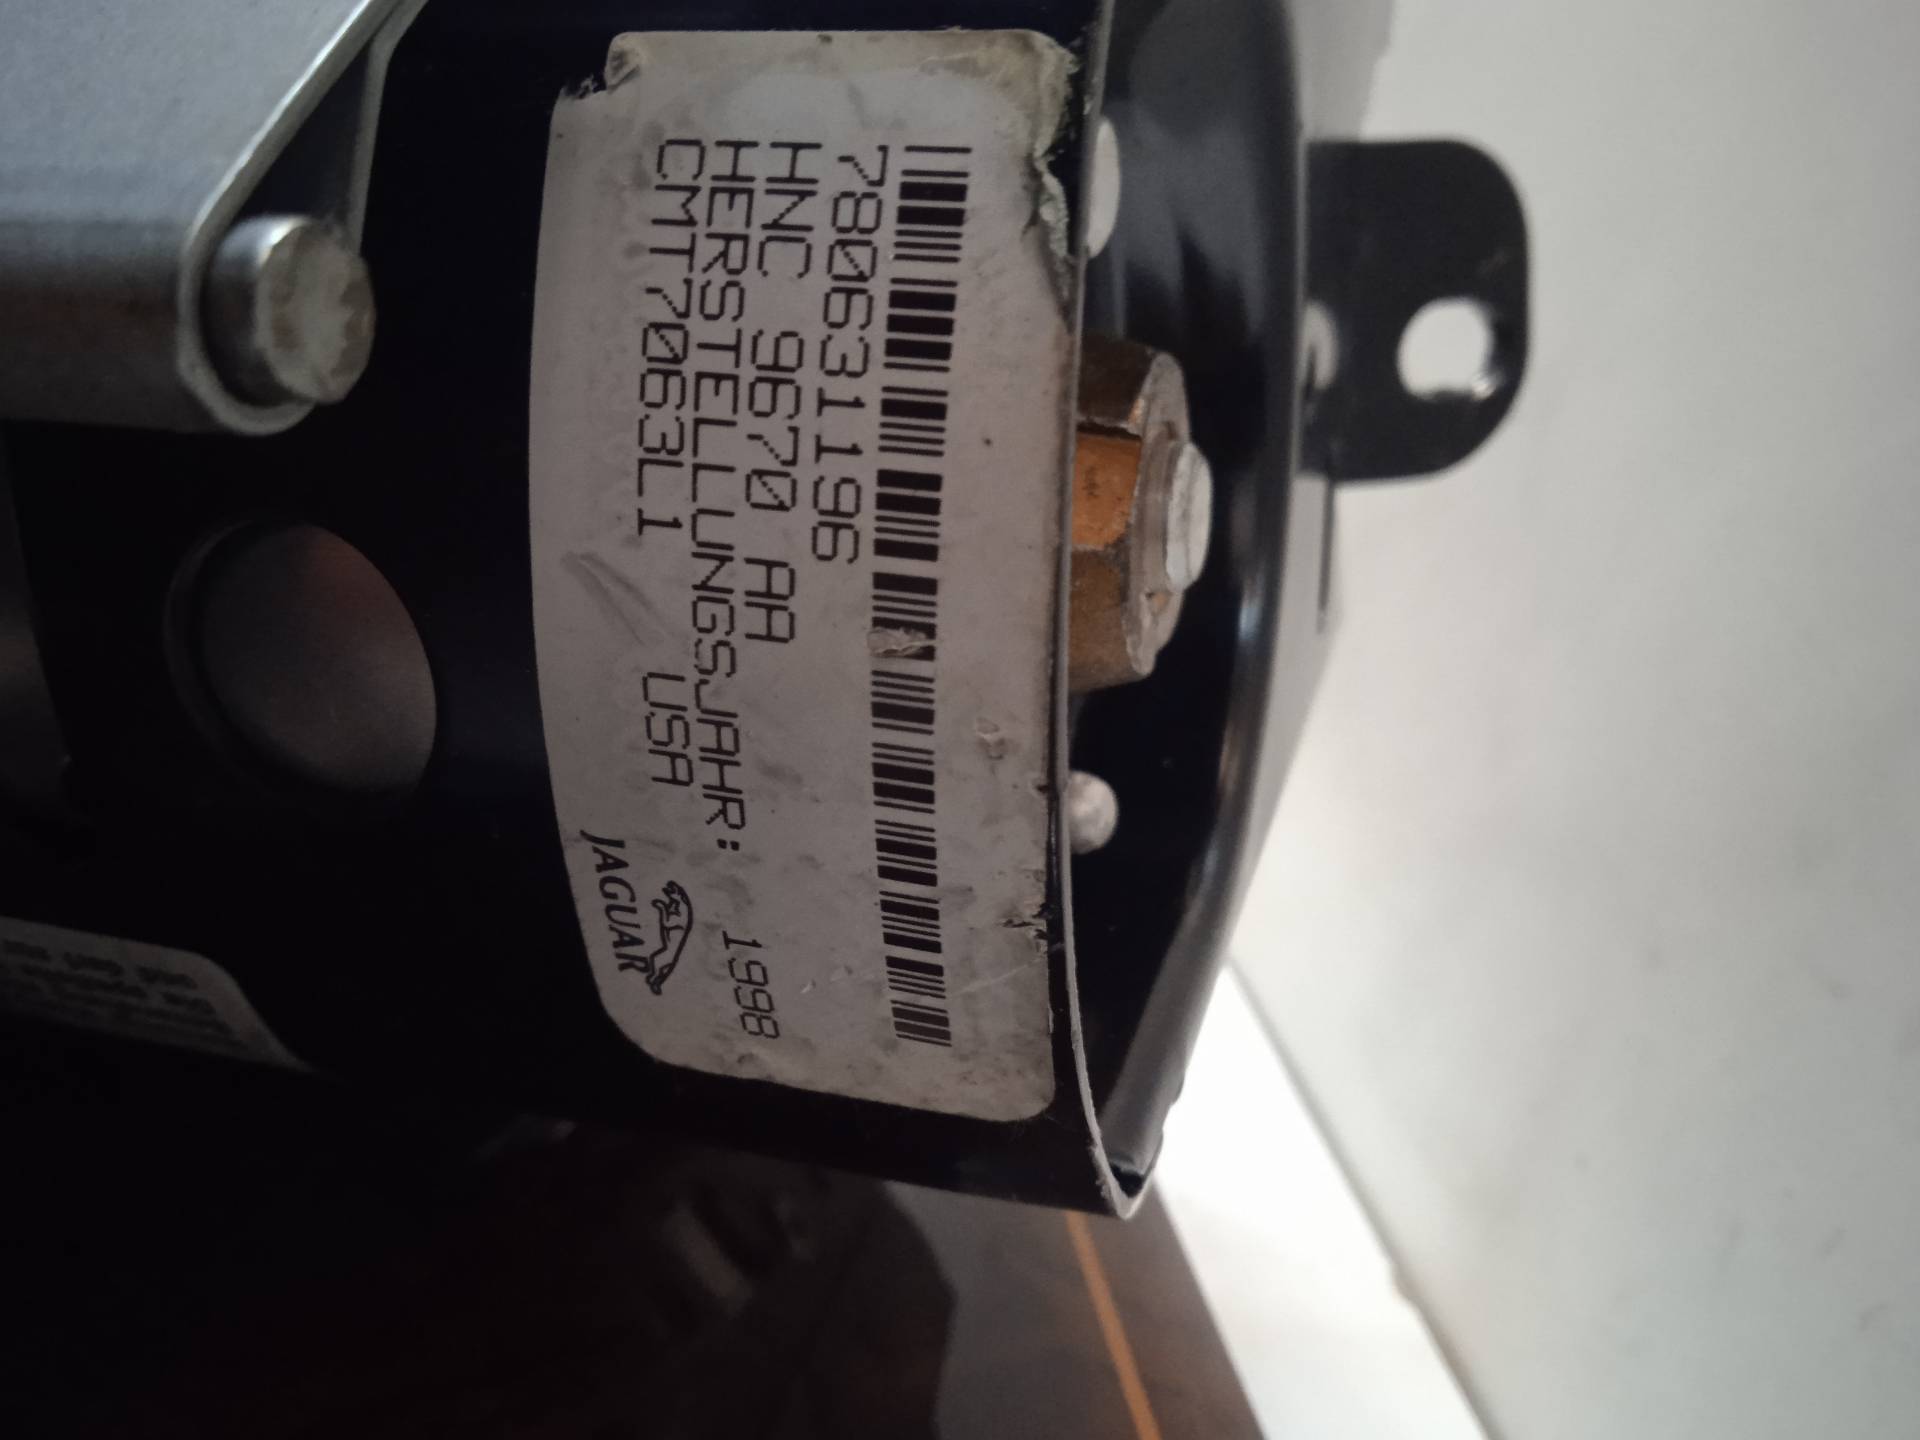 7806311196
HNC 9670 AA
HERSTELLUNGSJAHR: 1998
CMT7063L1 USA
JAGUAR